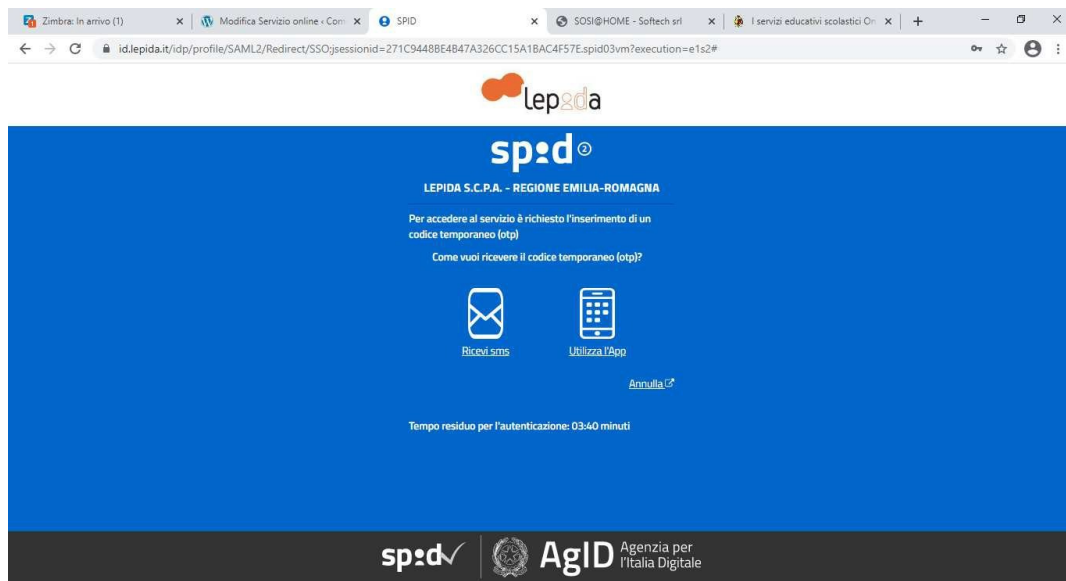 Zimbra: In arrivo (1)
Modifica Servizio online ‹ Com
SPID
SOSI@HOME - Softech srl
I servizi educativi scolastici On
id.lepida.it/idp/profile/SAML2/Redirect/SSO;jsessionid=271C9448BE4B47A326CC15A1BAC4F57E.spid03vm?execution=e1s2#
lepida
spid 2
LEPIDA S.C.P.A. - REGIONE EMILIA-ROMAGNA
Per accedere al servizio è richiesto l'inserimento di un
codice temporaneo (otp)
Come vuoi ricevere il codice temporaneo (otp)?
Ricevi sms
Utilizza l'App
Annulla
Tempo residuo per l'autenticazione: 03:40 minuti
spid
AgID
Agenzia per
l'Italia Digitale